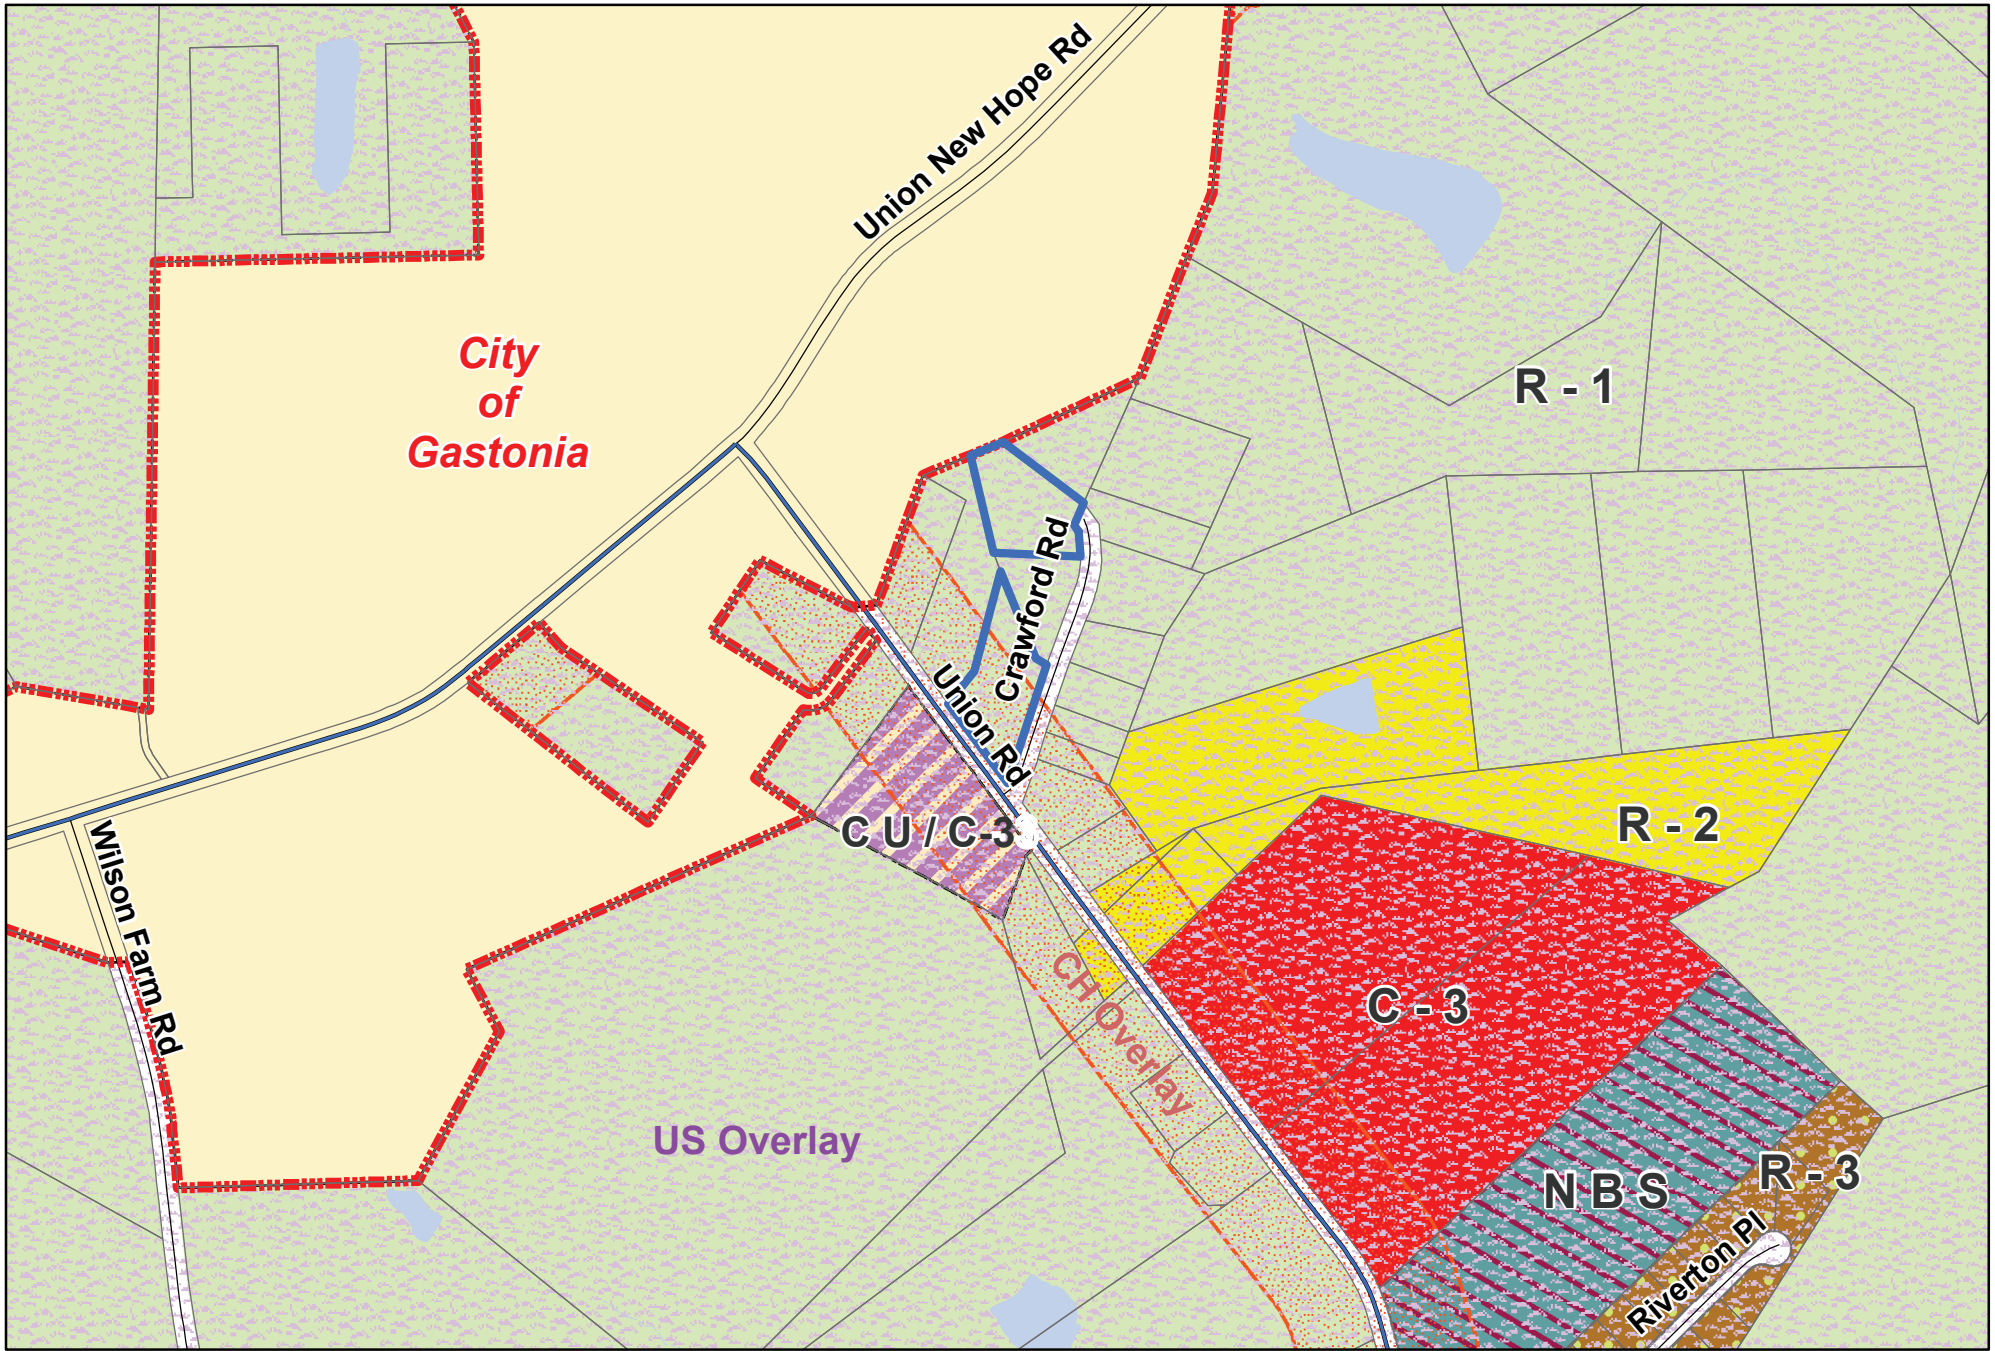 Union New Hope Rd
City
of
Gastonia
R - 1
Crawford Rd
Union Rd
C U / C-3
R - 2
Wilson Farm Rd
CH Overlay
C - 3
US Overlay
N B S
R - 3
Riverton Pl